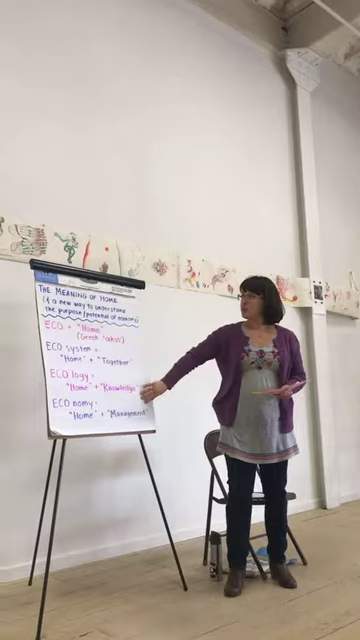 THE MEANING OF HOME
(& a new way to understand
the purpose/potential of economy)
ECO = "Home"
(Greek "oikos")
ECO system =
"Home" + "Together"
ECO logy =
"Home" + "Knowledge"
ECO nomy =
"Home" + "Management"